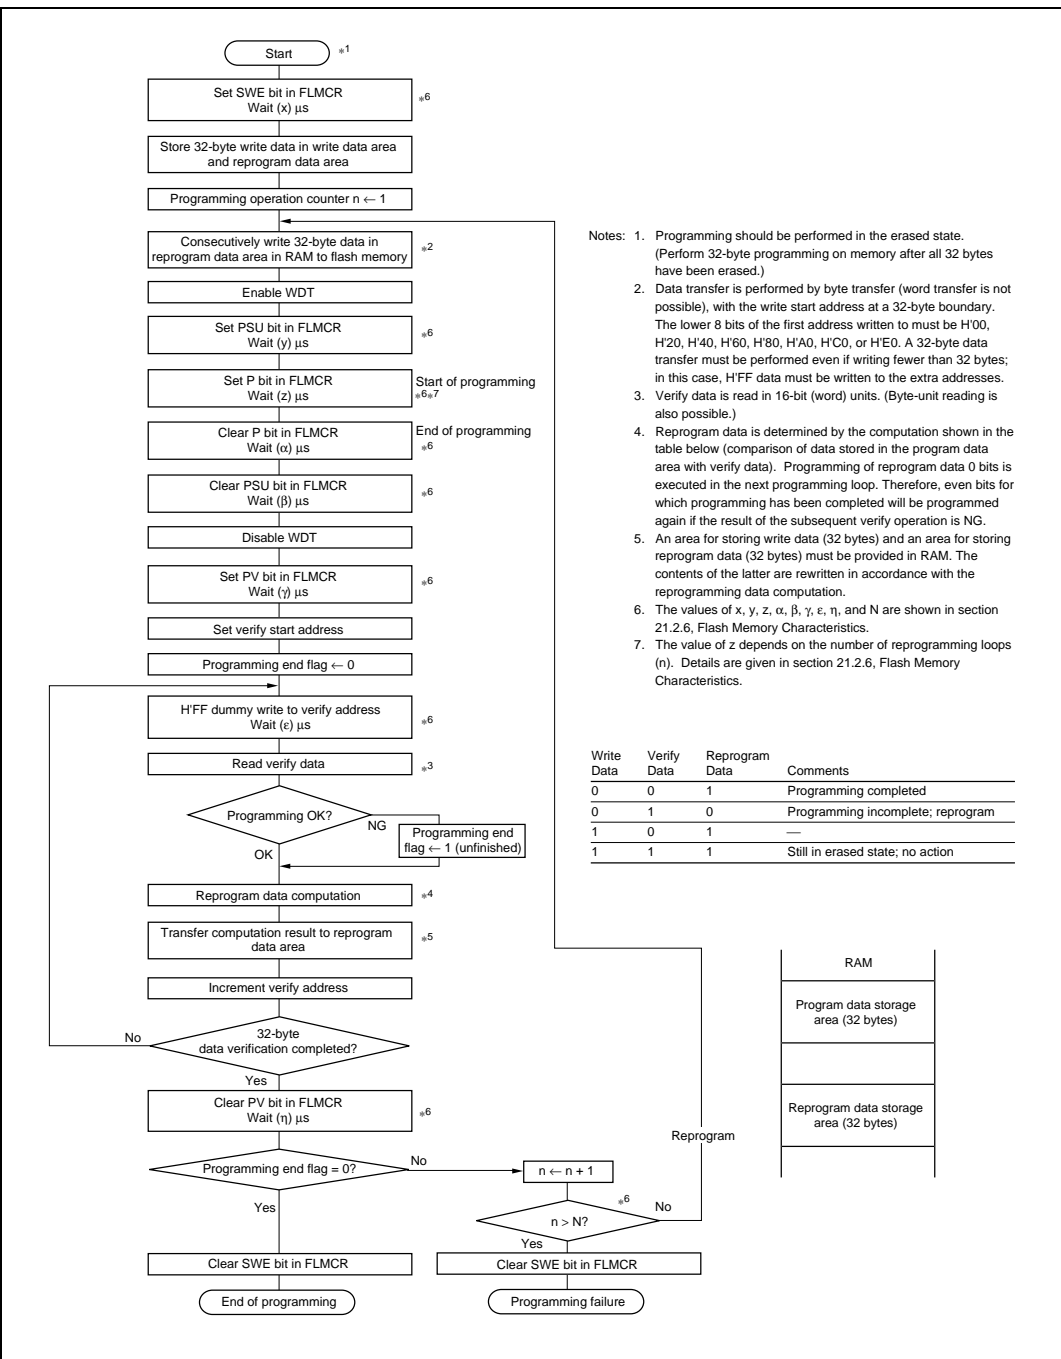 Start *1
Set SWE bit in FLMCR
Wait (x) μs
*6
Store 32-byte write data in write data area
and reprogram data area
Programming operation counter n ← 1
Consecutively write 32-byte data in
reprogram data area in RAM to flash memory
*2
Enable WDT
Set PSU bit in FLMCR
Wait (y) μs
*6
Set P bit in FLMCR
Wait (z) μs
Start of programming
*6*7
Clear P bit in FLMCR
Wait (α) μs
End of programming
*6
Clear PSU bit in FLMCR
Wait (β) μs
*6
Disable WDT
Set PV bit in FLMCR
Wait (γ) μs
*6
Set verify start address
Programming end flag ← 0
H'FF dummy write to verify address
Wait (ε) μs
*6
Read verify data
*3
Programming OK?
NG
Programming end
flag ← 1 (unfinished)
OK
Reprogram data computation
*4
Transfer computation result to reprogram
data area
*5
Increment verify address
32-byte
data verification completed?
No
Yes
Clear PV bit in FLMCR
Wait (η) μs
*6
Programming end flag = 0?
No
n ← n + 1
Yes
*6
n > N?
No
Reprogram
Yes
Clear SWE bit in FLMCR
Clear SWE bit in FLMCR
End of programming
Programming failure
Notes: 1. Programming should be performed in the erased state.
(Perform 32-byte programming on memory after all 32 bytes
have been erased.)
2. Data transfer is performed by byte transfer (word transfer is not
possible), with the write start address at a 32-byte boundary.
The lower 8 bits of the first address written to must be H'00,
H'20, H'40, H'60, H'80, H'A0, H'C0, or H'E0. A 32-byte data
transfer must be performed even if writing fewer than 32 bytes;
in this case, H'FF data must be written to the extra addresses.
3. Verify data is read in 16-bit (word) units. (Byte-unit reading is
also possible.)
4. Reprogram data is determined by the computation shown in the
table below (comparison of data stored in the program data
area with verify data). Programming of reprogram data 0 bits is
executed in the next programming loop. Therefore, even bits for
which programming has been completed will be programmed
again if the result of the subsequent verify operation is NG.
5. An area for storing write data (32 bytes) and an area for storing
reprogram data (32 bytes) must be provided in RAM. The
contents of the latter are rewritten in accordance with the
reprogramming data computation.
6. The values of x, y, z, α, β, γ, ε, η, and N are shown in section
21.2.6, Flash Memory Characteristics.
7. The value of z depends on the number of reprogramming loops
(n). Details are given in section 21.2.6, Flash Memory
Characteristics.
Write Verify Reprogram
Data Data Data Comments
0 0 1 Programming completed
0 1 0 Programming incomplete; reprogram
1 0 1 —
1 1 1 Still in erased state; no action
RAM
Program data storage
area (32 bytes)
Reprogram data storage
area (32 bytes)